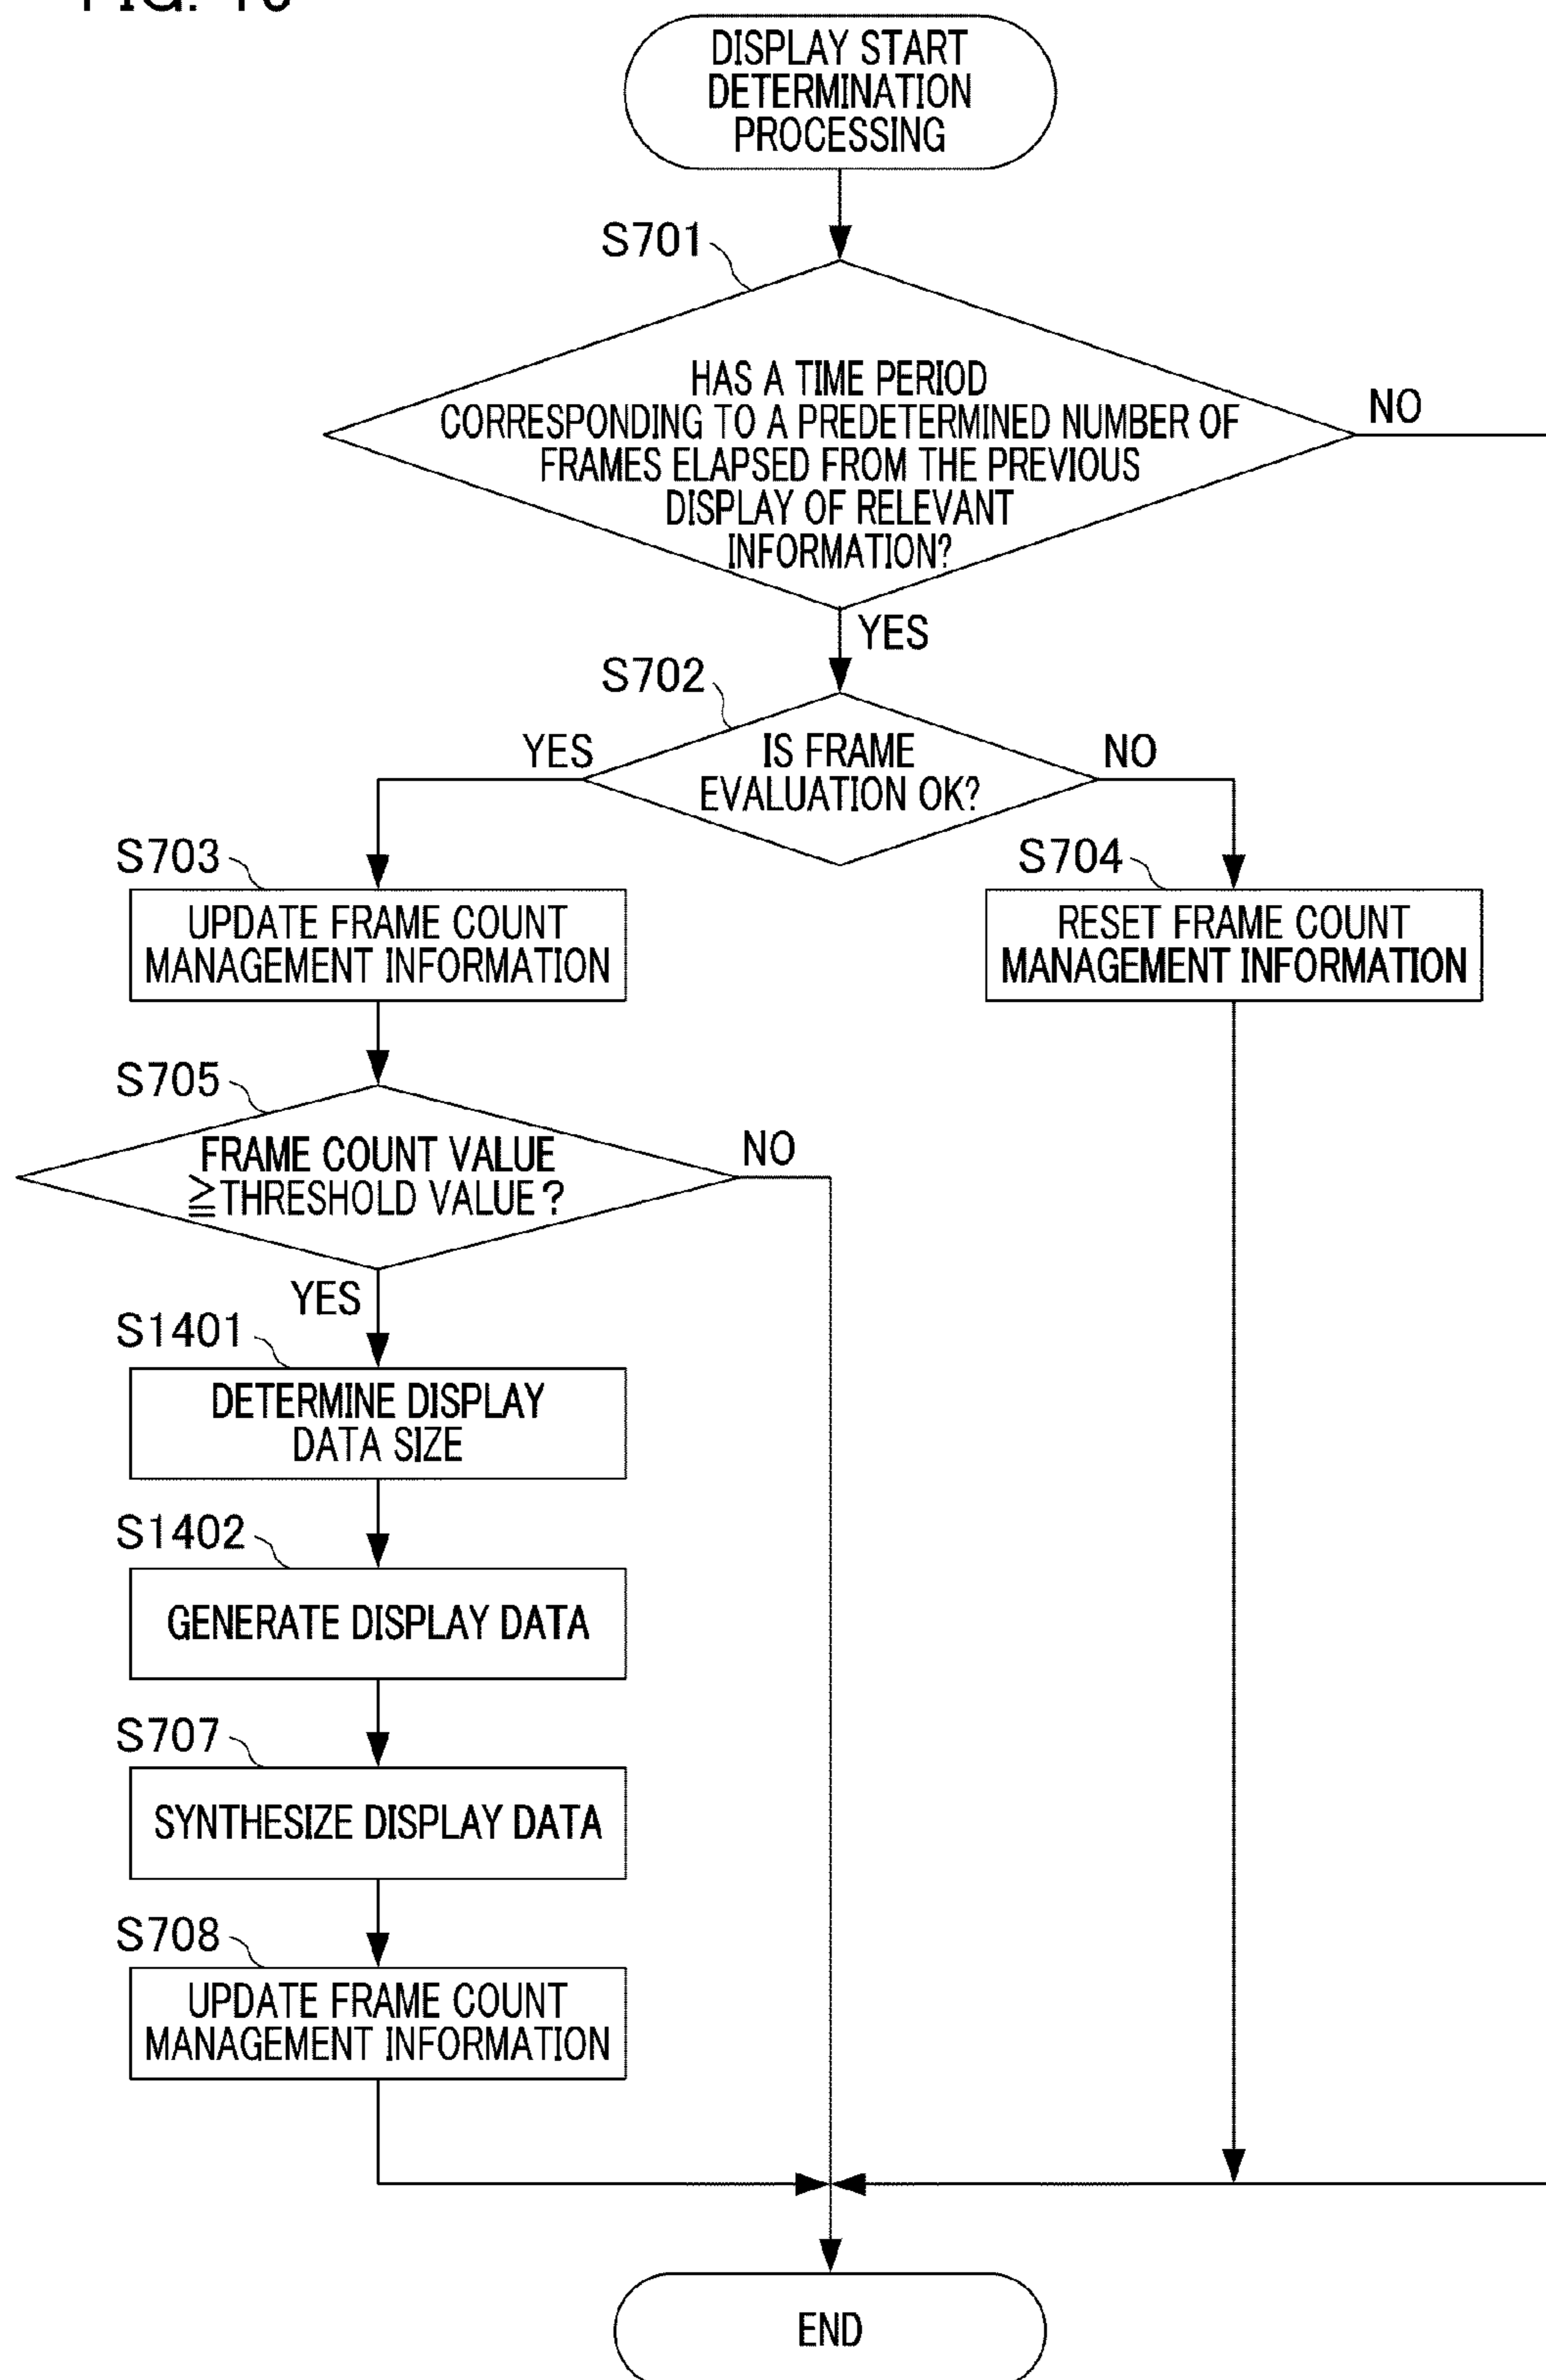 DISPLAY START
DETERMINATION
PROCESSING
S701
HAS A TIME PERIOD
CORRESPONDING TO A PREDETERMINED NUMBER OF
FRAMES ELAPSED FROM THE PREVIOUS
DISPLAY OF RELEVANT
INFORMATION?
NO
YES
S702
YES
IS FRAME
EVALUATION OK?
NO
S703
UPDATE FRAME COUNT
MANAGEMENT INFORMATION
S704
RESET FRAME COUNT
MANAGEMENT INFORMATION
S705
FRAME COUNT VALUE
≧THRESHOLD VALUE?
NO
YES
S1401
DETERMINE DISPLAY
DATA SIZE
S1402
GENERATE DISPLAY DATA
S707
SYNTHESIZE DISPLAY DATA
S708
UPDATE FRAME COUNT
MANAGEMENT INFORMATION
END